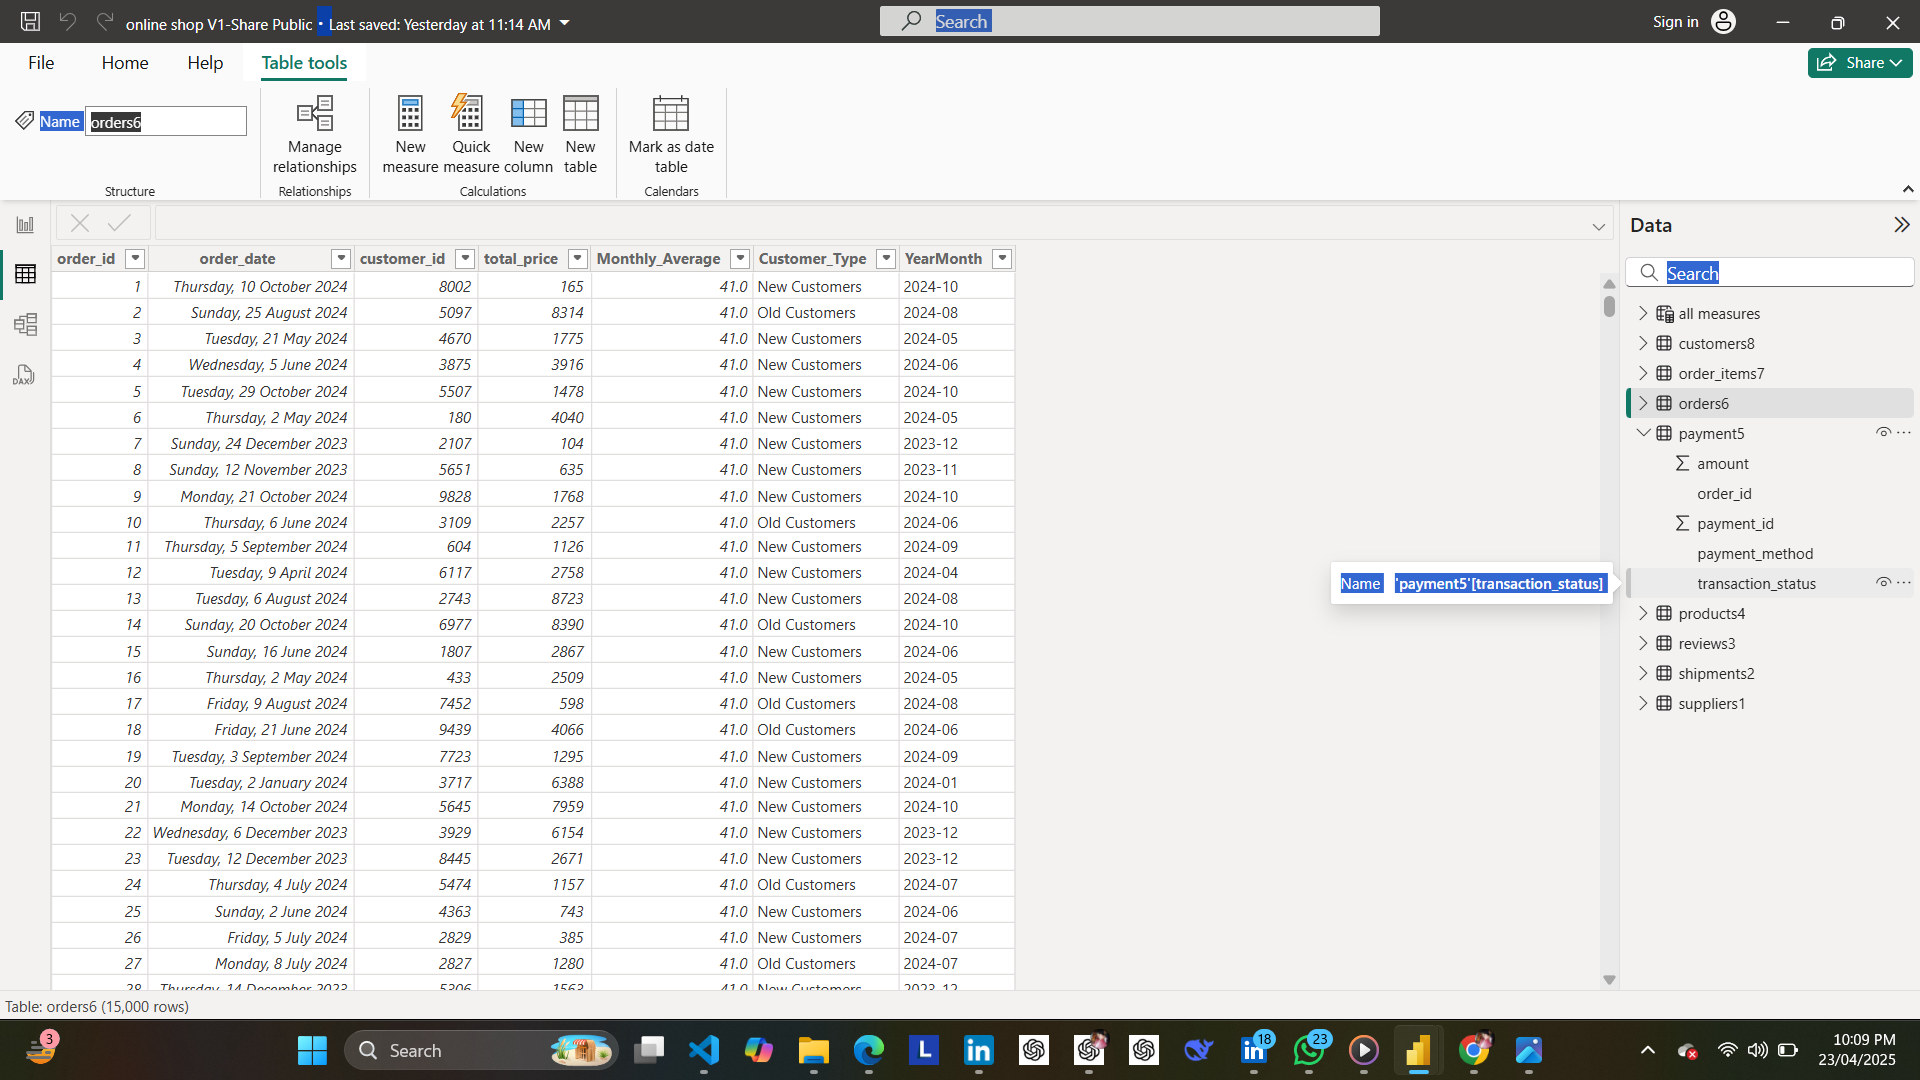 online shop V1-Share Public • Last saved: Yesterday at 11:14 AM
Search
Sign in
File Home Help Table tools
Share
Name orders6
Manage relationships
New measure
Quick measure
New column
New table
Mark as date table
Structure Relationships Calculations Calendars
order_id order_date customer_id total_price Monthly_Average Customer_Type YearMonth
1 Thursday, 10 October 2024 8002 165 41.0 New Customers 2024-10
2 Sunday, 25 August 2024 5097 8314 41.0 Old Customers 2024-08
3 Tuesday, 21 May 2024 4670 1775 41.0 New Customers 2024-05
4 Wednesday, 5 June 2024 3875 3916 41.0 New Customers 2024-06
5 Tuesday, 29 October 2024 5507 1478 41.0 New Customers 2024-10
6 Thursday, 2 May 2024 180 4040 41.0 New Customers 2024-05
7 Sunday, 24 December 2023 2107 104 41.0 New Customers 2023-12
8 Sunday, 12 November 2023 5651 635 41.0 New Customers 2023-11
9 Monday, 21 October 2024 9828 1768 41.0 New Customers 2024-10
10 Thursday, 6 June 2024 3109 2257 41.0 Old Customers 2024-06
11 Thursday, 5 September 2024 604 1126 41.0 New Customers 2024-09
12 Tuesday, 9 April 2024 6117 2758 41.0 New Customers 2024-04
13 Tuesday, 6 August 2024 2743 8723 41.0 New Customers 2024-08
14 Sunday, 20 October 2024 6977 8390 41.0 Old Customers 2024-10
15 Sunday, 16 June 2024 1807 2867 41.0 New Customers 2024-06
16 Thursday, 2 May 2024 433 2509 41.0 New Customers 2024-05
17 Friday, 9 August 2024 7452 598 41.0 Old Customers 2024-08
18 Friday, 21 June 2024 9439 4066 41.0 Old Customers 2024-06
19 Tuesday, 3 September 2024 7723 1295 41.0 New Customers 2024-09
20 Tuesday, 2 January 2024 3717 6388 41.0 New Customers 2024-01
21 Monday, 14 October 2024 5645 7959 41.0 New Customers 2024-10
22 Wednesday, 6 December 2023 3929 6154 41.0 New Customers 2023-12
23 Tuesday, 12 December 2023 8445 2671 41.0 New Customers 2023-12
24 Thursday, 4 July 2024 5474 1157 41.0 Old Customers 2024-07
25 Sunday, 2 June 2024 4363 743 41.0 New Customers 2024-06
26 Friday, 5 July 2024 2829 385 41.0 New Customers 2024-07
27 Monday, 8 July 2024 2827 1280 41.0 Old Customers 2024-07
28 Thursday, 14 December 2023 5306 1563 41.0 New Customers 2023-12
Table: orders6 (15,000 rows)
Data
Search
all measures
customers8
order_items7
orders6
payment5
amount
order_id
payment_id
payment_method
transaction_status
Name 'payment5'[transaction_status]
products4
reviews3
shipments2
suppliers1
DAX
3
Search
L
in
in
18
23
10:09 PM
23/04/2025